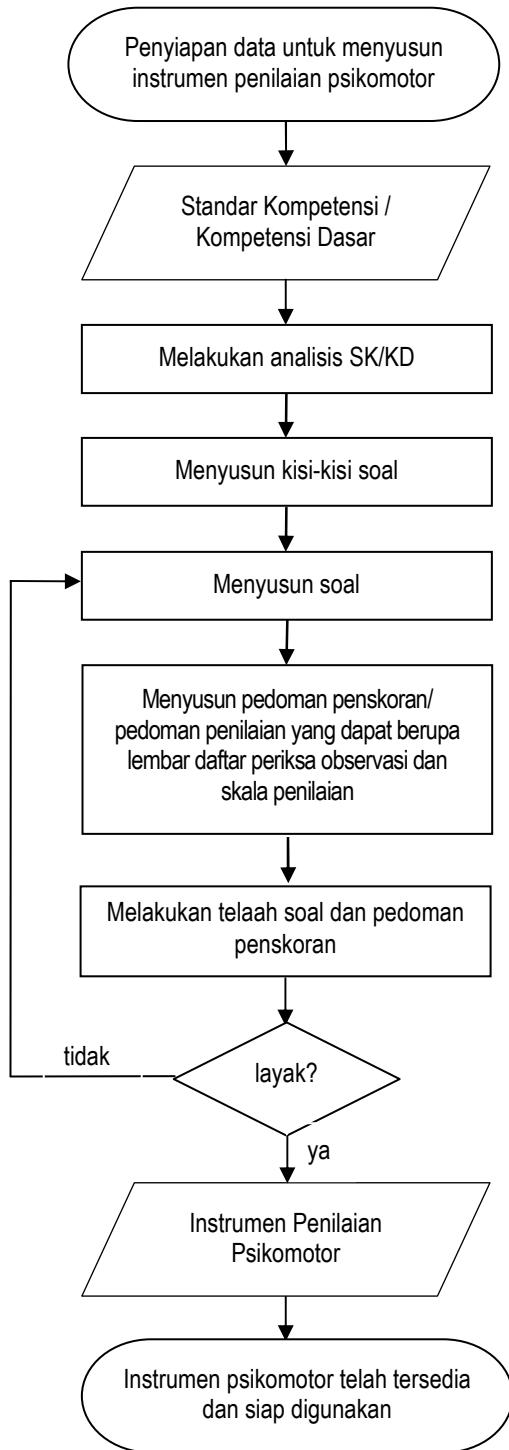 Penyiapan data untuk menyusun
instrumen penilaian psikomotor
Standar Kompetensi /
Kompetensi Dasar
Melakukan analisis SK/KD
Menyusun kisi-kisi soal
Menyusun soal
Menyusun pedoman penskoran/
pedoman penilaian yang dapat berupa
lembar daftar periksa observasi dan
skala penilaian
Melakukan telaah soal dan pedoman
penskoran
tidak
layak?
ya
Instrumen Penilaian
Psikomotor
Instrumen psikomotor telah tersedia
dan siap digunakan